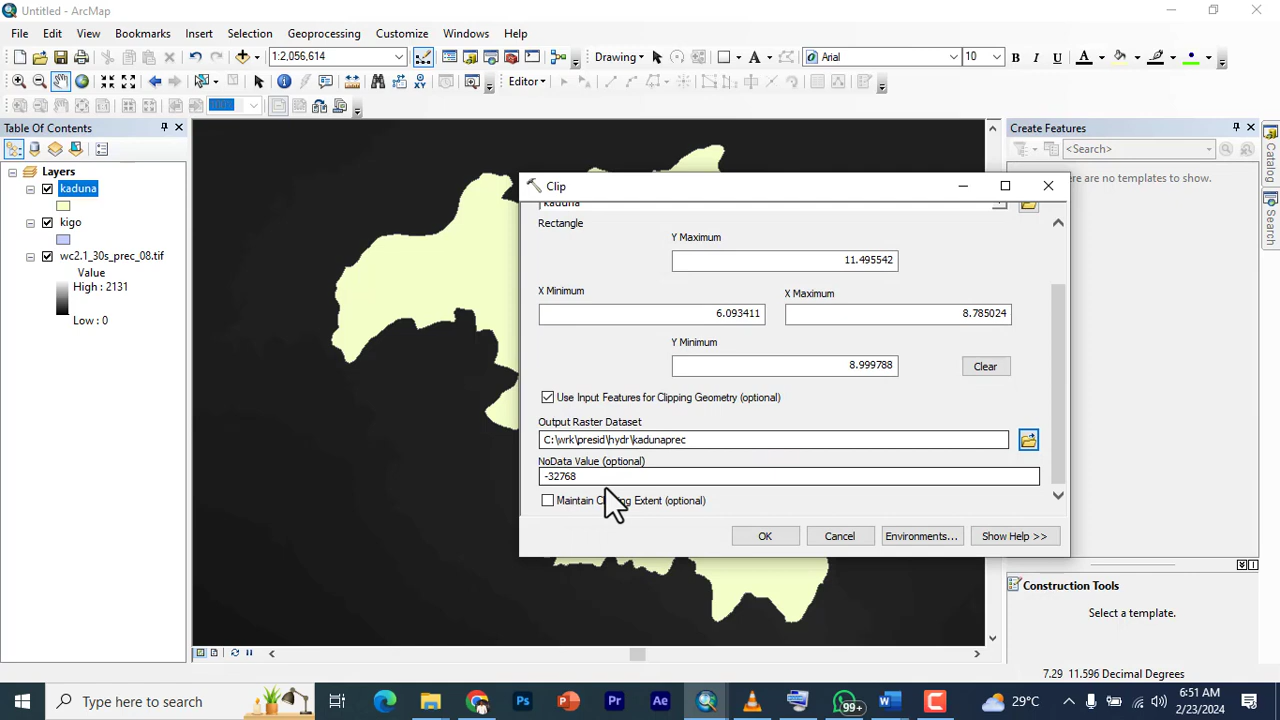 Untitled - ArcMap
File Edit View Bookmarks Insert Selection Geoprocessing Customize Windows Help
1:2,056,614 Drawing Arial 10 B I U A
Editor
Table Of Contents
Create Features
<Search>
here are no templates to show.
Catalog
Search
Layers
kaduna
kigo
wc2.1_30s_prec_08.tif
Value
High : 2131
Low : 0
Clip
kaduna
Rectangle
Y Maximum
11.495542
X Minimum
X Maximum
6.093411
8.785024
Y Minimum
8.999788
Clear
Use Input Features for Clipping Geometry (optional)
Output Raster Dataset
C:\wrk\presid\hydr\kadunaprec
NoData Value (optional)
-32768
Maintain Clipping Extent (optional)
OK Cancel Environments... Show Help >>
Construction Tools
Select a template.
7.29 11.596 Decimal Degrees
Type here to search
Ps Pr Ae 99+
29°C
6:51 AM
2/23/2024